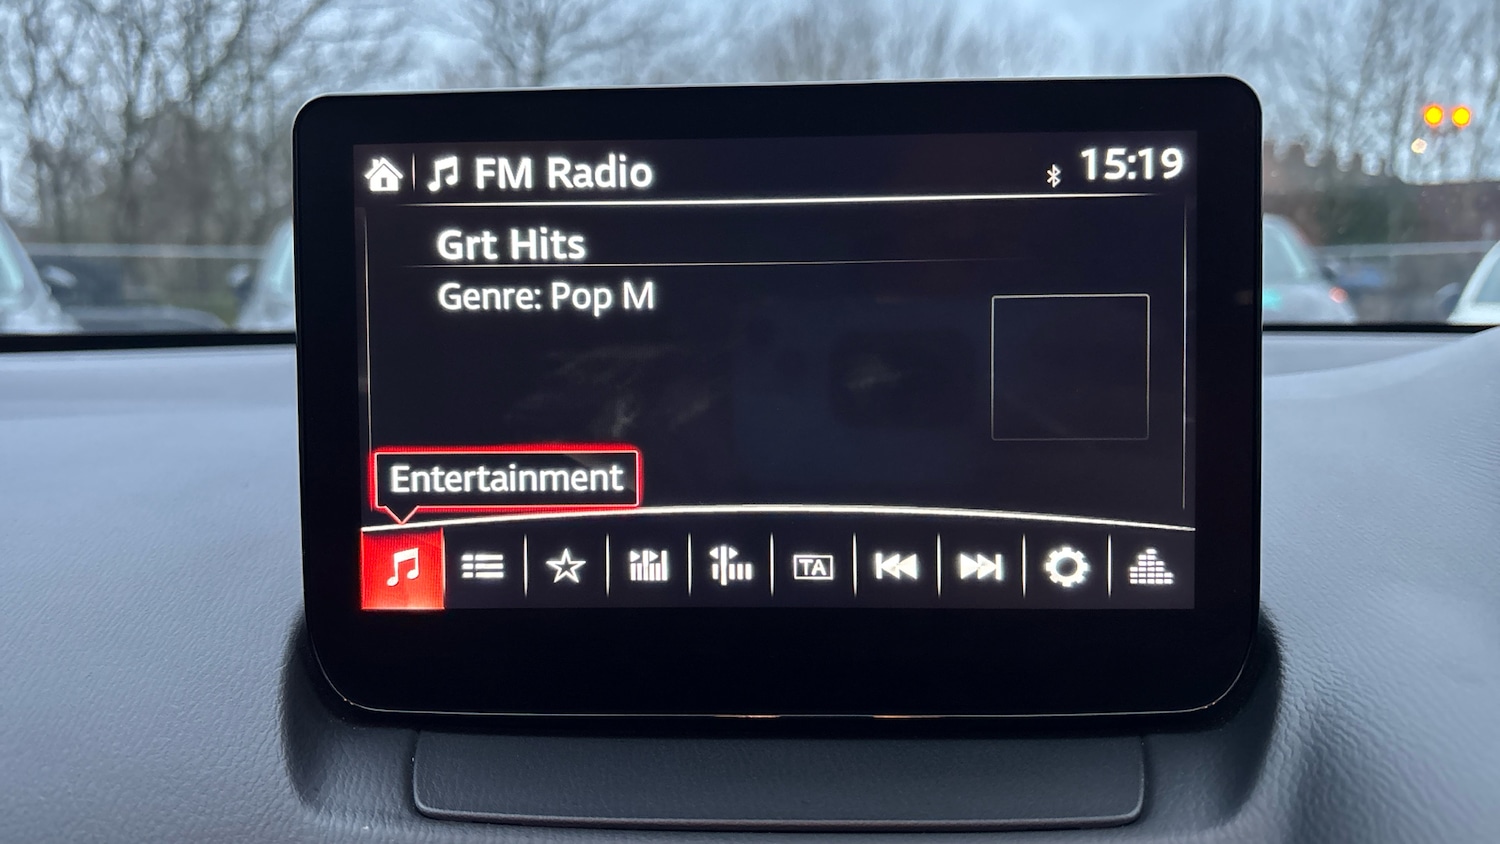 FM Radio
15:19
Grt Hits
Genre: Pop M
Entertainment
TA